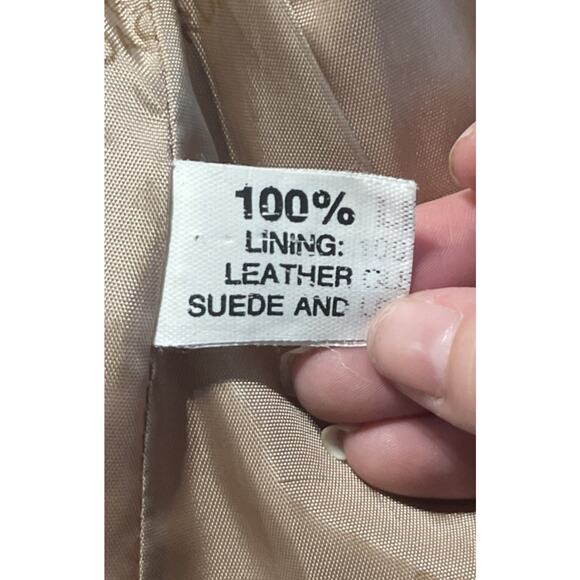 100%
LINING:
LEATHER
SUEDE AND